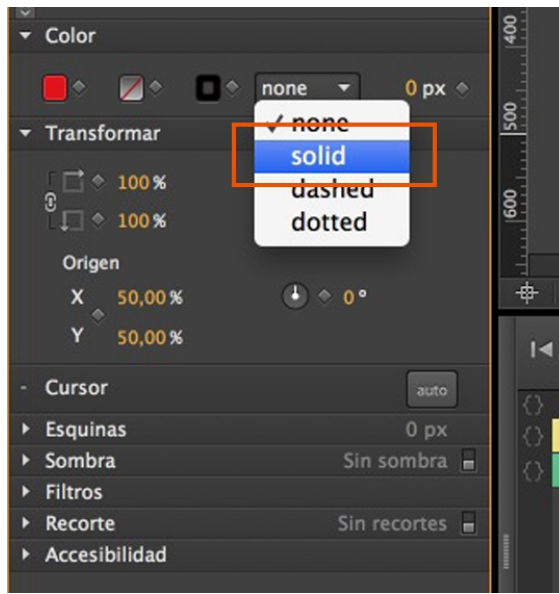 Color
none 0 px
none
Transformar
solid
100 %
dashed
100 %
dotted
Origen
X 50,00 % 0 °
Y 50,00 %
Cursor auto
Esquinas 0 px
Sombra Sin sombra
Filtros
Recorte Sin recortes
Accesibilidad
400
500
600